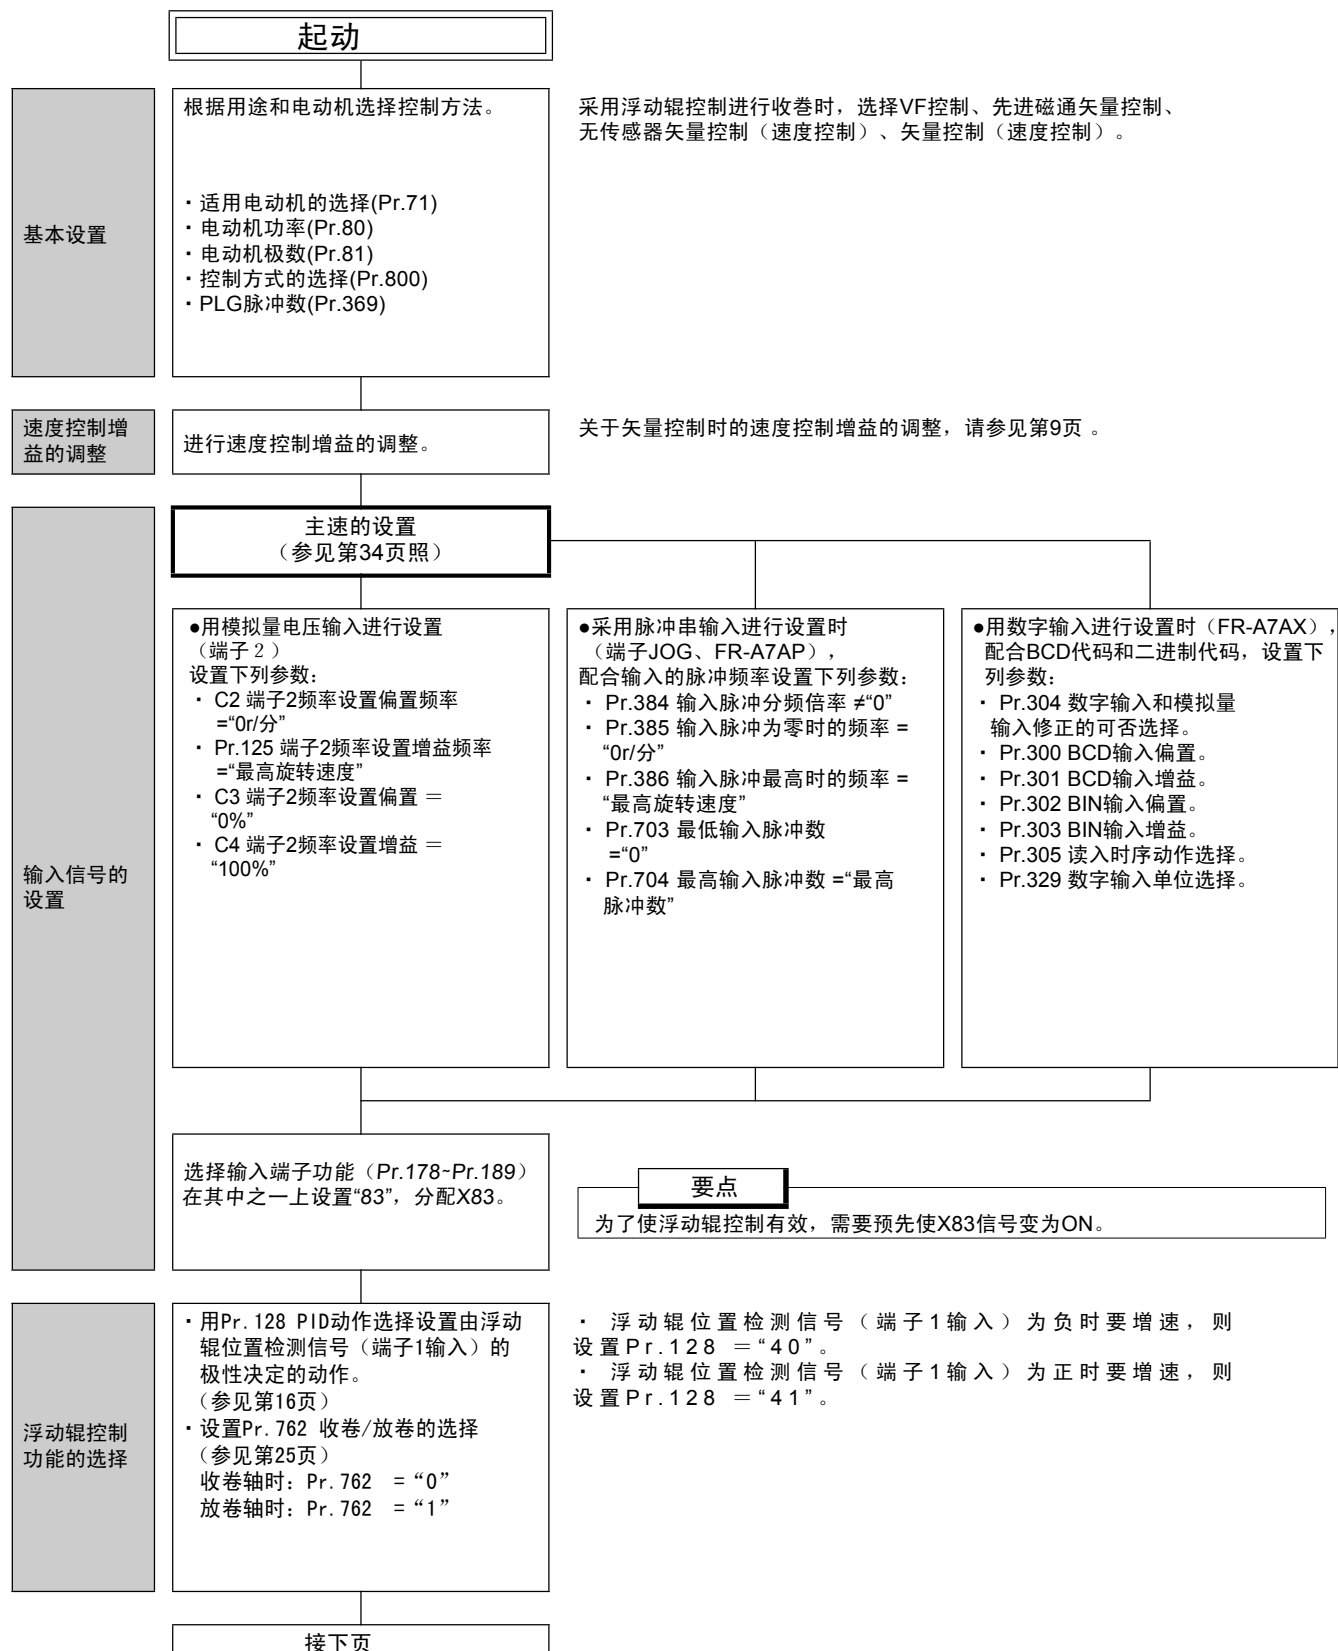 起动
基本设置
根据用途和电动机选择控制方法。
・适用电动机的选择(Pr.71)
・电动机功率(Pr.80)
・电动机极数(Pr.81)
・控制方式的选择(Pr.800)
・PLG脉冲数(Pr.369)
采用浮动辊控制进行收卷时，选择VF控制、先进磁通矢量控制、
无传感器矢量控制（速度控制）、矢量控制（速度控制）。
速度控制增
益的调整
进行速度控制增益的调整。
关于矢量控制时的速度控制增益的调整，请参见第9页 。
输入信号的
设置
主速的设置
（参见第34页照）
●用模拟量电压输入进行设置
（端子２）
设置下列参数：
・ C2 端子2频率设置偏置频率
=“0r/分”
・ Pr.125 端子2频率设置增益频率
=“最高旋转速度”
・ C3 端子2频率设置偏置 ＝
“0%”
・ C4 端子2频率设置增益 ＝
“100%”
●采用脉冲串输入进行设置时
（端子JOG、FR-A7AP），
配合输入的脉冲频率设置下列参数：
・ Pr.384 输入脉冲分频倍率 ≠“0”
・ Pr.385 输入脉冲为零时的频率 =
“0r/分”
・ Pr.386 输入脉冲最高时的频率 =
“最高旋转速度”
・ Pr.703 最低输入脉冲数
=“0”
・ Pr.704 最高输入脉冲数 =“最高
脉冲数”
●用数字输入进行设置时（FR-A7AX），
配合BCD代码和二进制代码，设置下
列参数：
・ Pr.304 数字输入和模拟量
输入修正的可否选择。
・ Pr.300 BCD输入偏置。
・ Pr.301 BCD输入增益。
・ Pr.302 BIN输入偏置。
・ Pr.303 BIN输入增益。
・ Pr.305 读入时序动作选择。
・ Pr.329 数字输入单位选择。
选择输入端子功能（Pr.178~Pr.189）
在其中之一上设置“83”，分配X83。
要点
为了使浮动辊控制有效，需要预先使X83信号变为ON。
浮动辊控制
功能的选择
・用Pr.128 PID动作选择设置由浮动
辊位置检测信号（端子1输入）的
极性决定的动作。
（参见第16页）
・设置Pr.762 收卷/放卷的选择
（参见第25页）
收卷轴时：Pr.762 =“0”
放卷轴时：Pr.762 =“1”
・ 浮动辊位置检测信号（端子1输入）为负时要增速，则
设置Pr.128 ＝“40”。
・ 浮动辊位置检测信号（端子1输入）为正时要增速，则
设置Pr.128 ＝“41”。
接下页